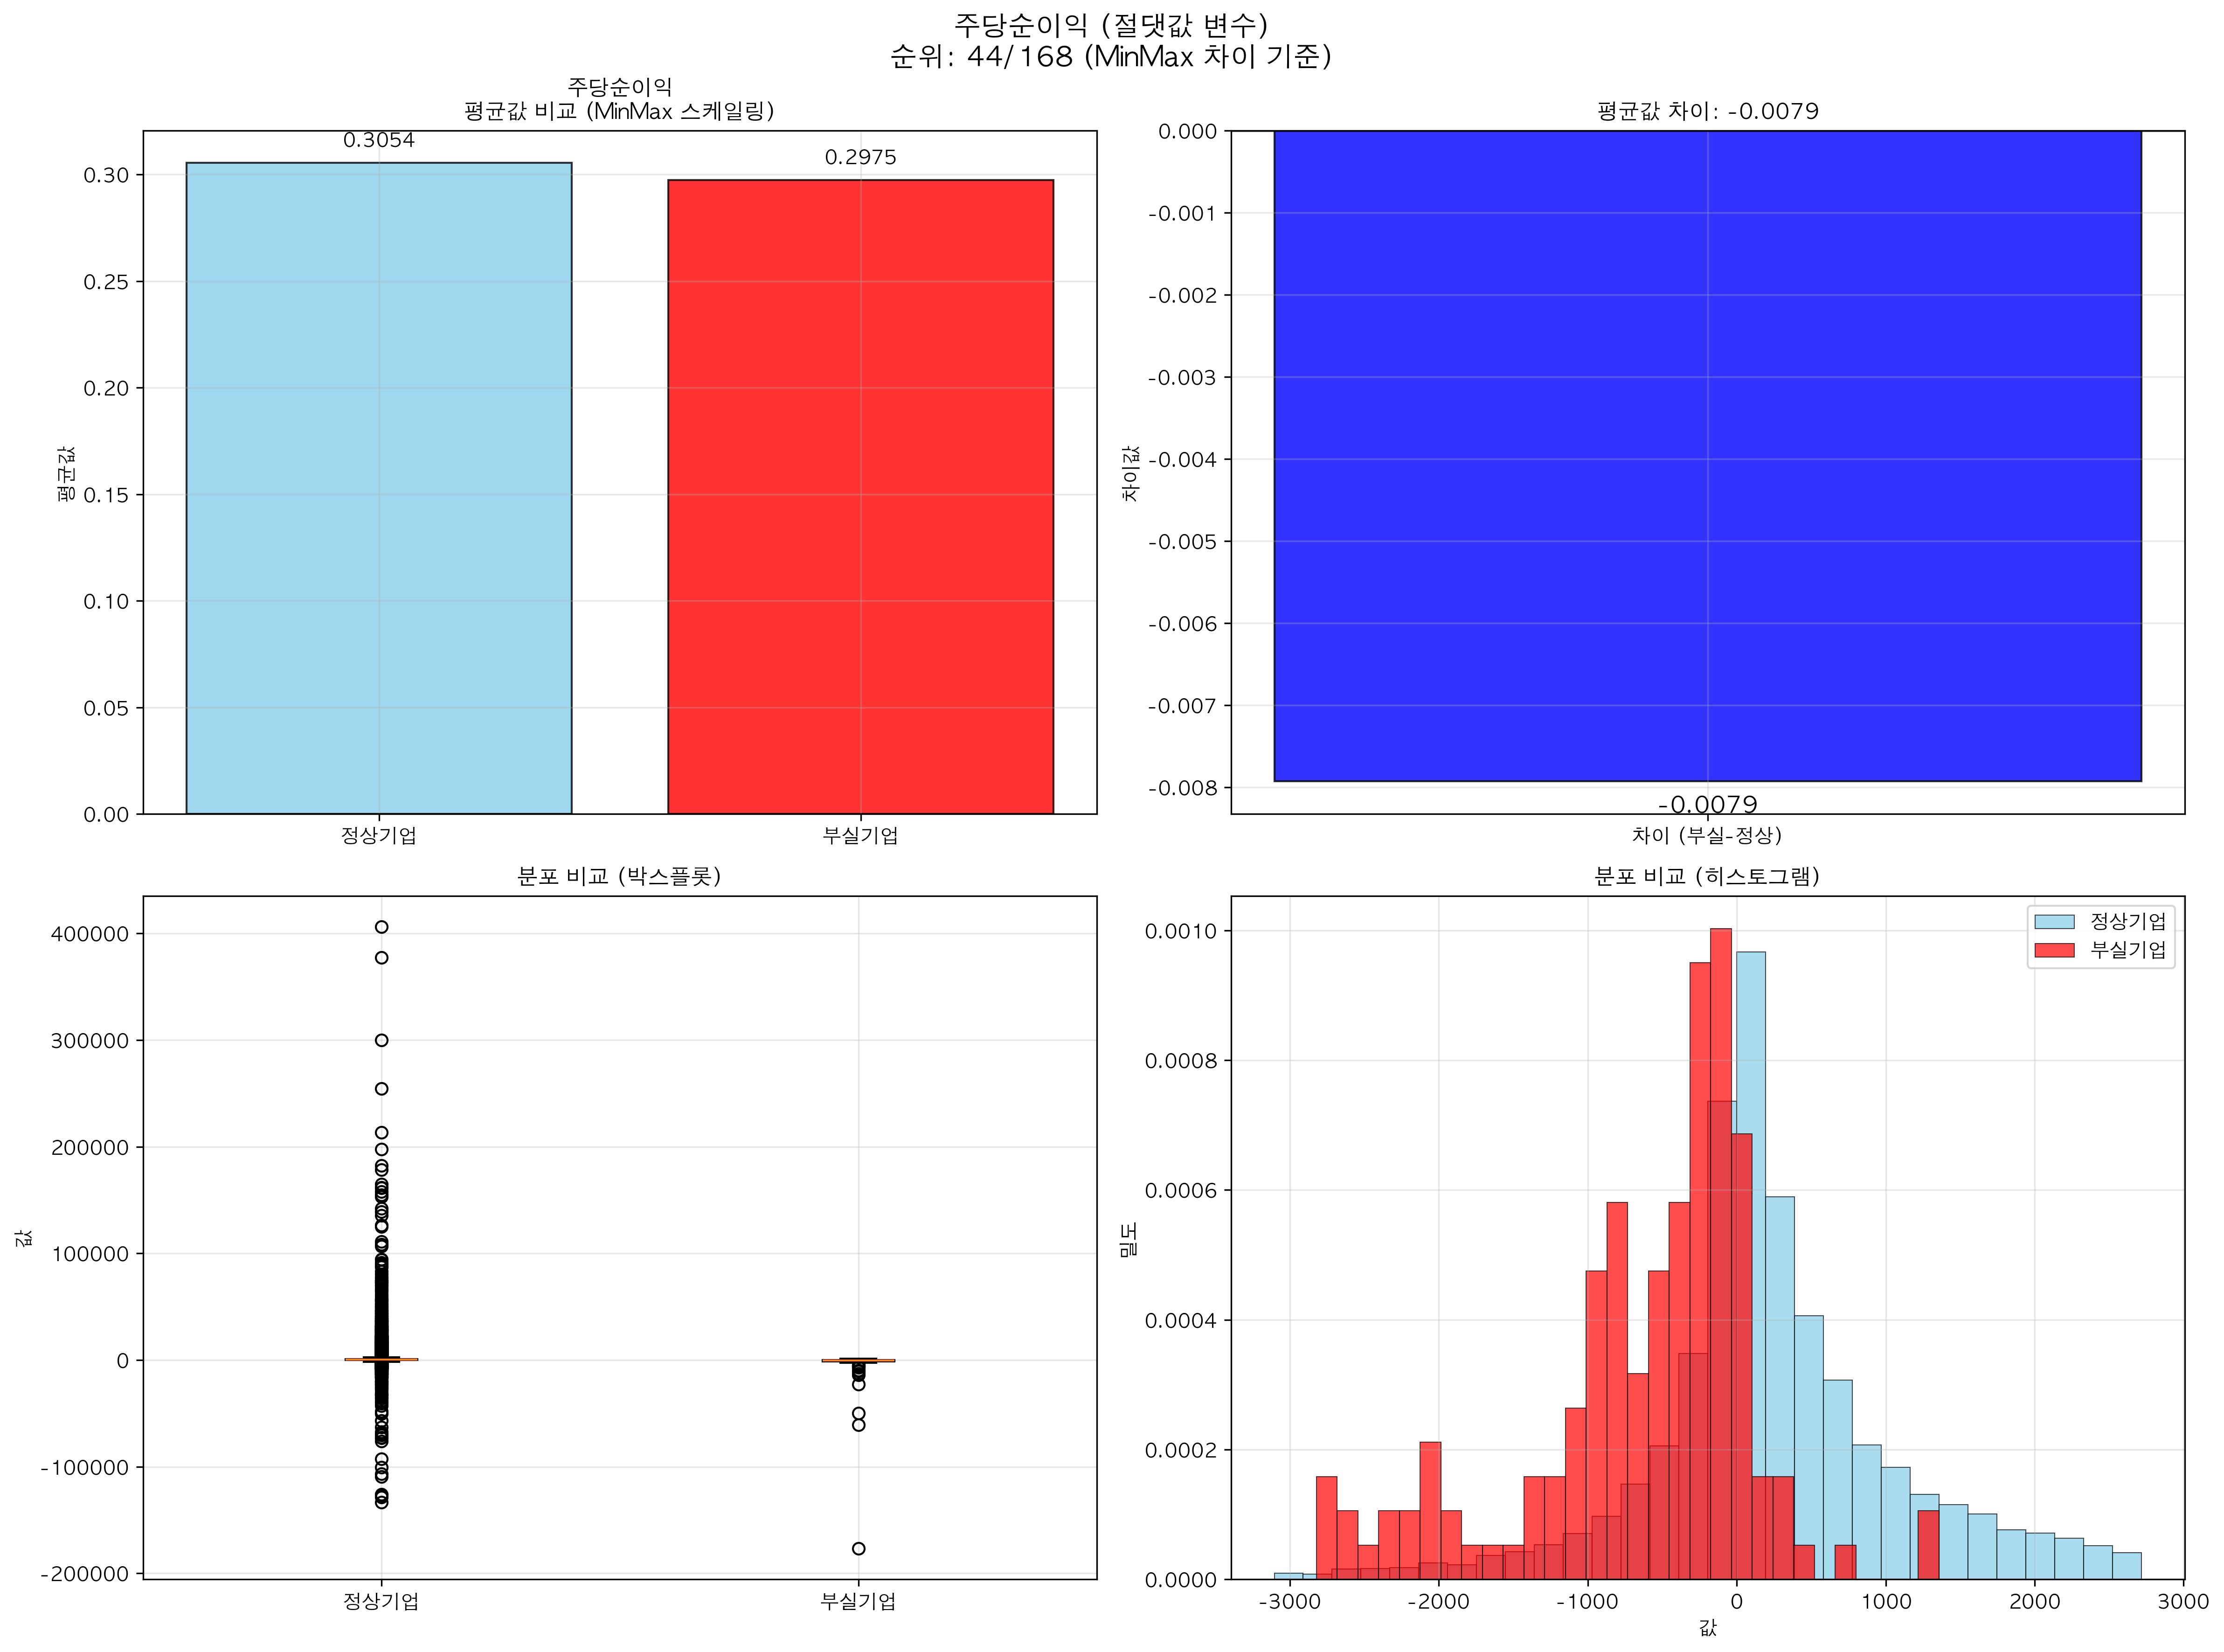 주당순이익 (절댓값 변수)
순위: 44/168 (MinMax 차이 기준)
주당순이익
평균값 비교 (MinMax 스케일링)
0.3054
0.2975
평균값
0.30
0.25
0.20
0.15
0.10
0.05
0.00
정상기업
부실기업
평균값 차이: -0.0079
차이값
0.000
-0.001
-0.002
-0.003
-0.004
-0.005
-0.006
-0.007
-0.008
-0.0079
차이 (부실-정상)
분포 비교 (박스플롯)
값
400000
300000
200000
100000
0
-100000
-200000
정상기업
부실기업
분포 비교 (히스토그램)
정상기업
부실기업
밀도
0.0010
0.0008
0.0006
0.0004
0.0002
0.0000
-3000
-2000
-1000
0
1000
2000
3000
값